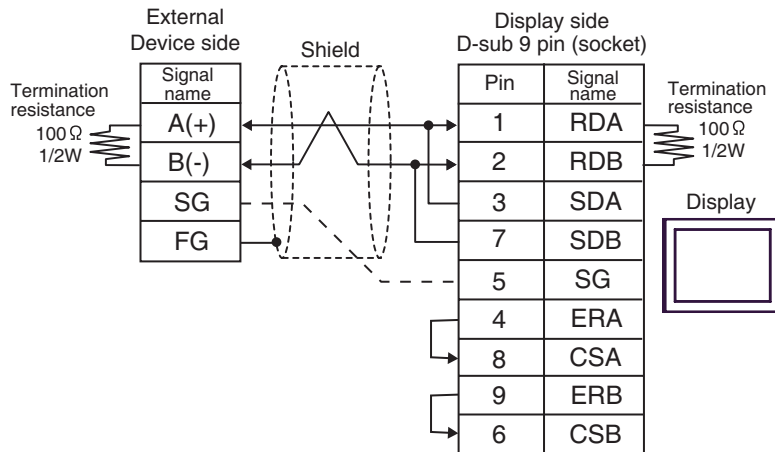 External
Device side
Shield
Display side
D-sub 9 pin (socket)
Termination
resistance
100 Ω
1/2W
Signal
name
A(+)
B(-)
SG
FG
Pin
Signal
name
1
RDA
2
RDB
3
SDA
7
SDB
5
SG
4
ERA
8
CSA
9
ERB
6
CSB
Termination
resistance
100 Ω
1/2W
Display